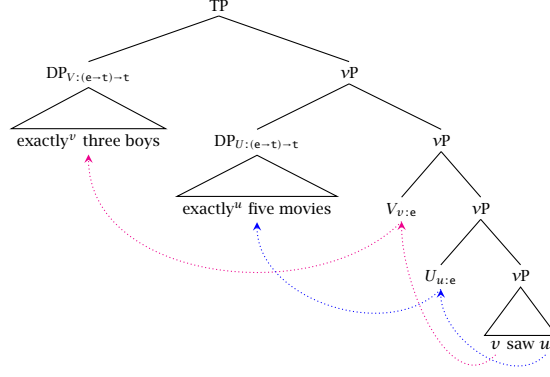 TP
DP_{V:(e→t)→t} vP
exactly^v three boys DP_{U:(e→t)→t} vP
exactly^u five movies V_{v:e} vP
U_{u:e} vP
v saw u